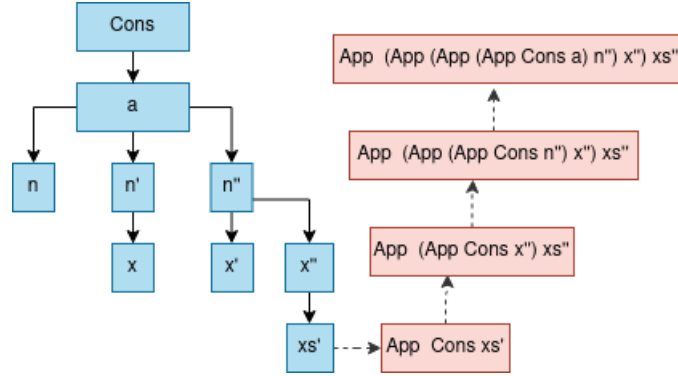 Cons
a
n
n'
n"
x
x'
x"
xs'
App (App (App (App Cons a) n") x") xs"
App (App (App Cons n") x") xs"
App (App Cons x") xs"
App Cons xs'